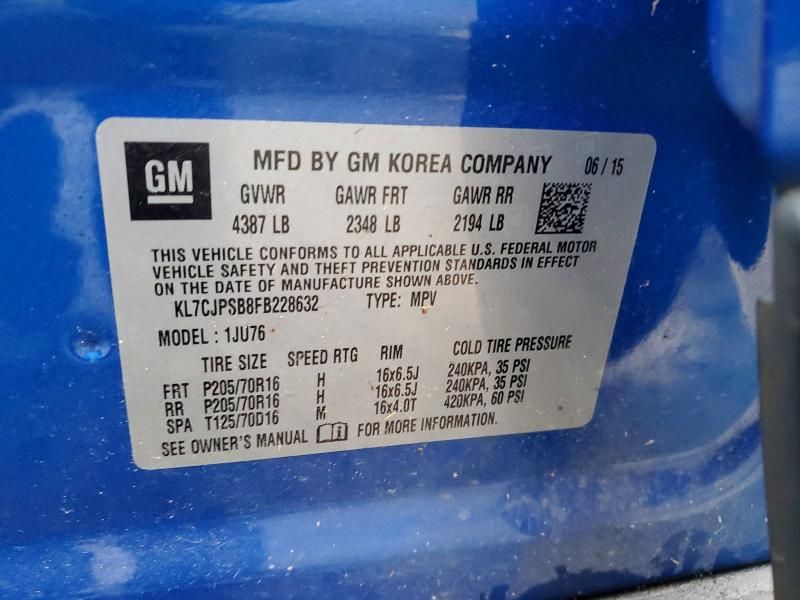 GM MFD BY GM KOREA COMPANY 06 / 15
GVWR GAWR FRT GAWR RR
4387 LB 2348 LB 2194 LB
THIS VEHICLE CONFORMS TO ALL APPLICABLE U.S. FEDERAL MOTOR
VEHICLE SAFETY AND THEFT PREVENTION STANDARDS IN EFFECT
ON THE DATE OF MANUFACTURE SHOWN ABOVE.
KL7CJPSB8FB228632 TYPE: MPV
MODEL : 1JU76
TIRE SIZE SPEED RTG RIM COLD TIRE PRESSURE
FRT P205/70R16 H 16x6.5J 240KPA, 35 PSI
RR P205/70R16 H 16x6.5J 240KPA, 35 PSI
SPA T125/70D16 M 16x4.0T 420KPA, 60 PSI
SEE OWNER'S MANUAL FOR MORE INFORMATION.